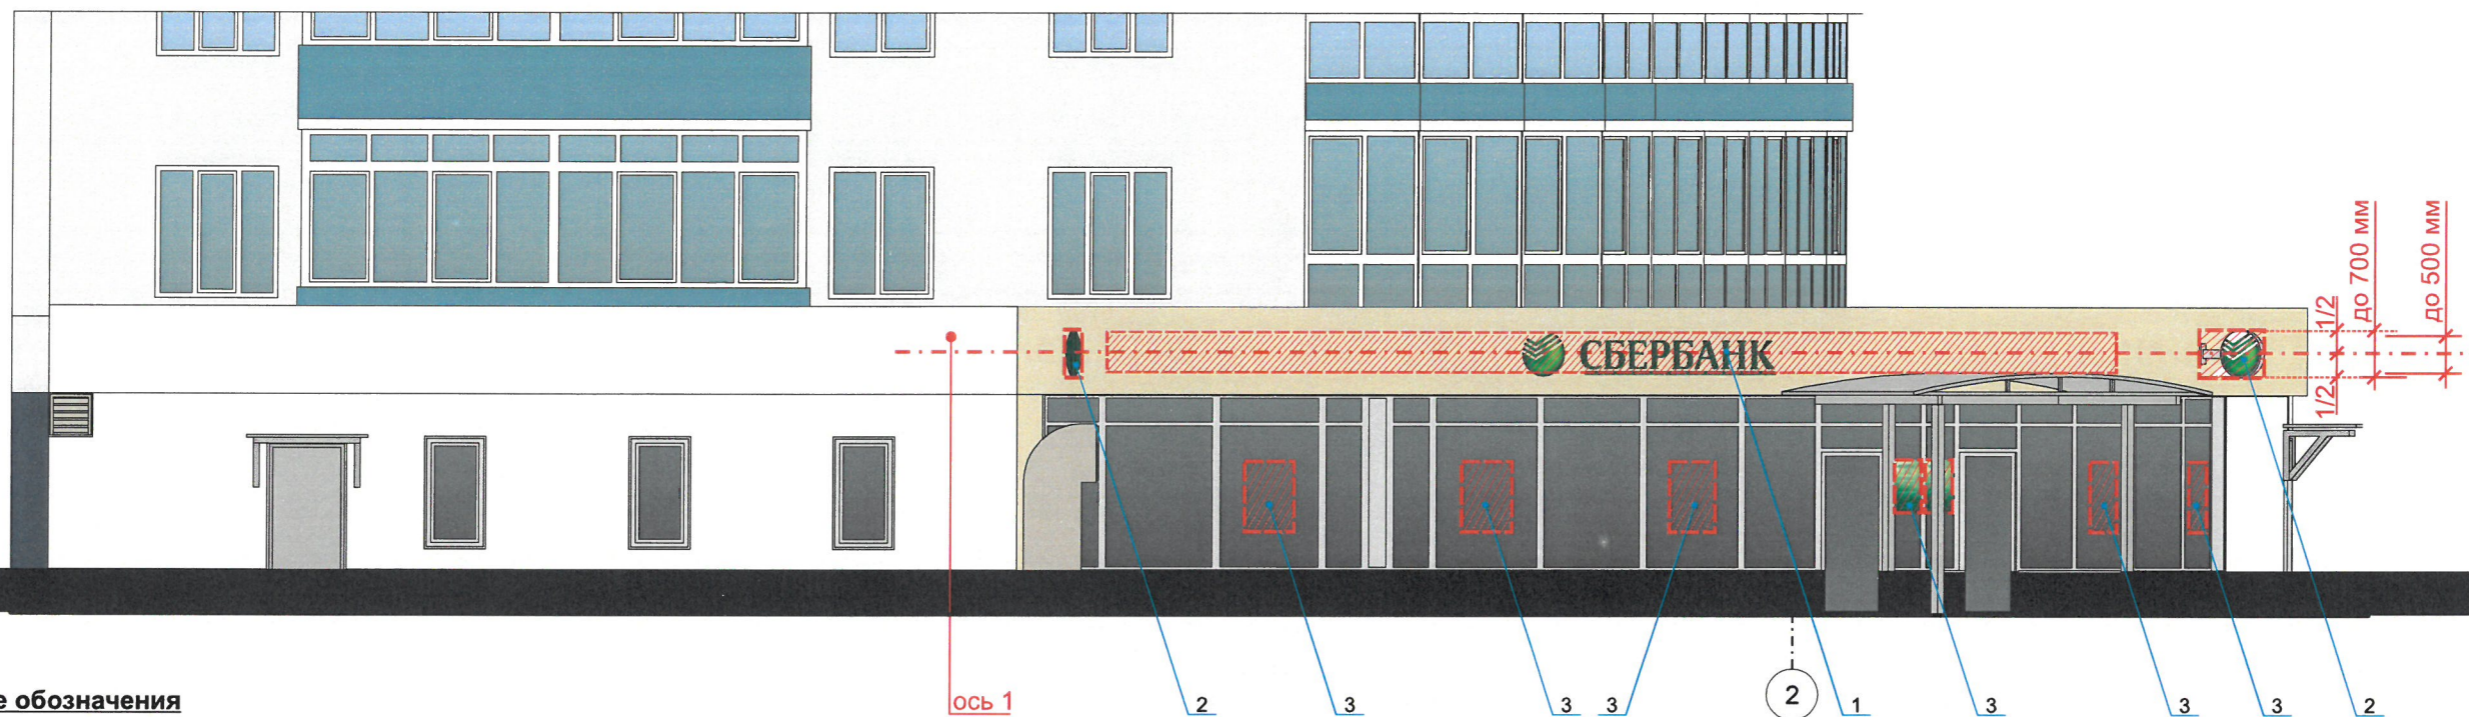 1/2
до 700 мм
до 500 мм
СБЕРБАНК
1/2
ось 1
2
3
3
3
2
1
3
3
3
2
е обозначения